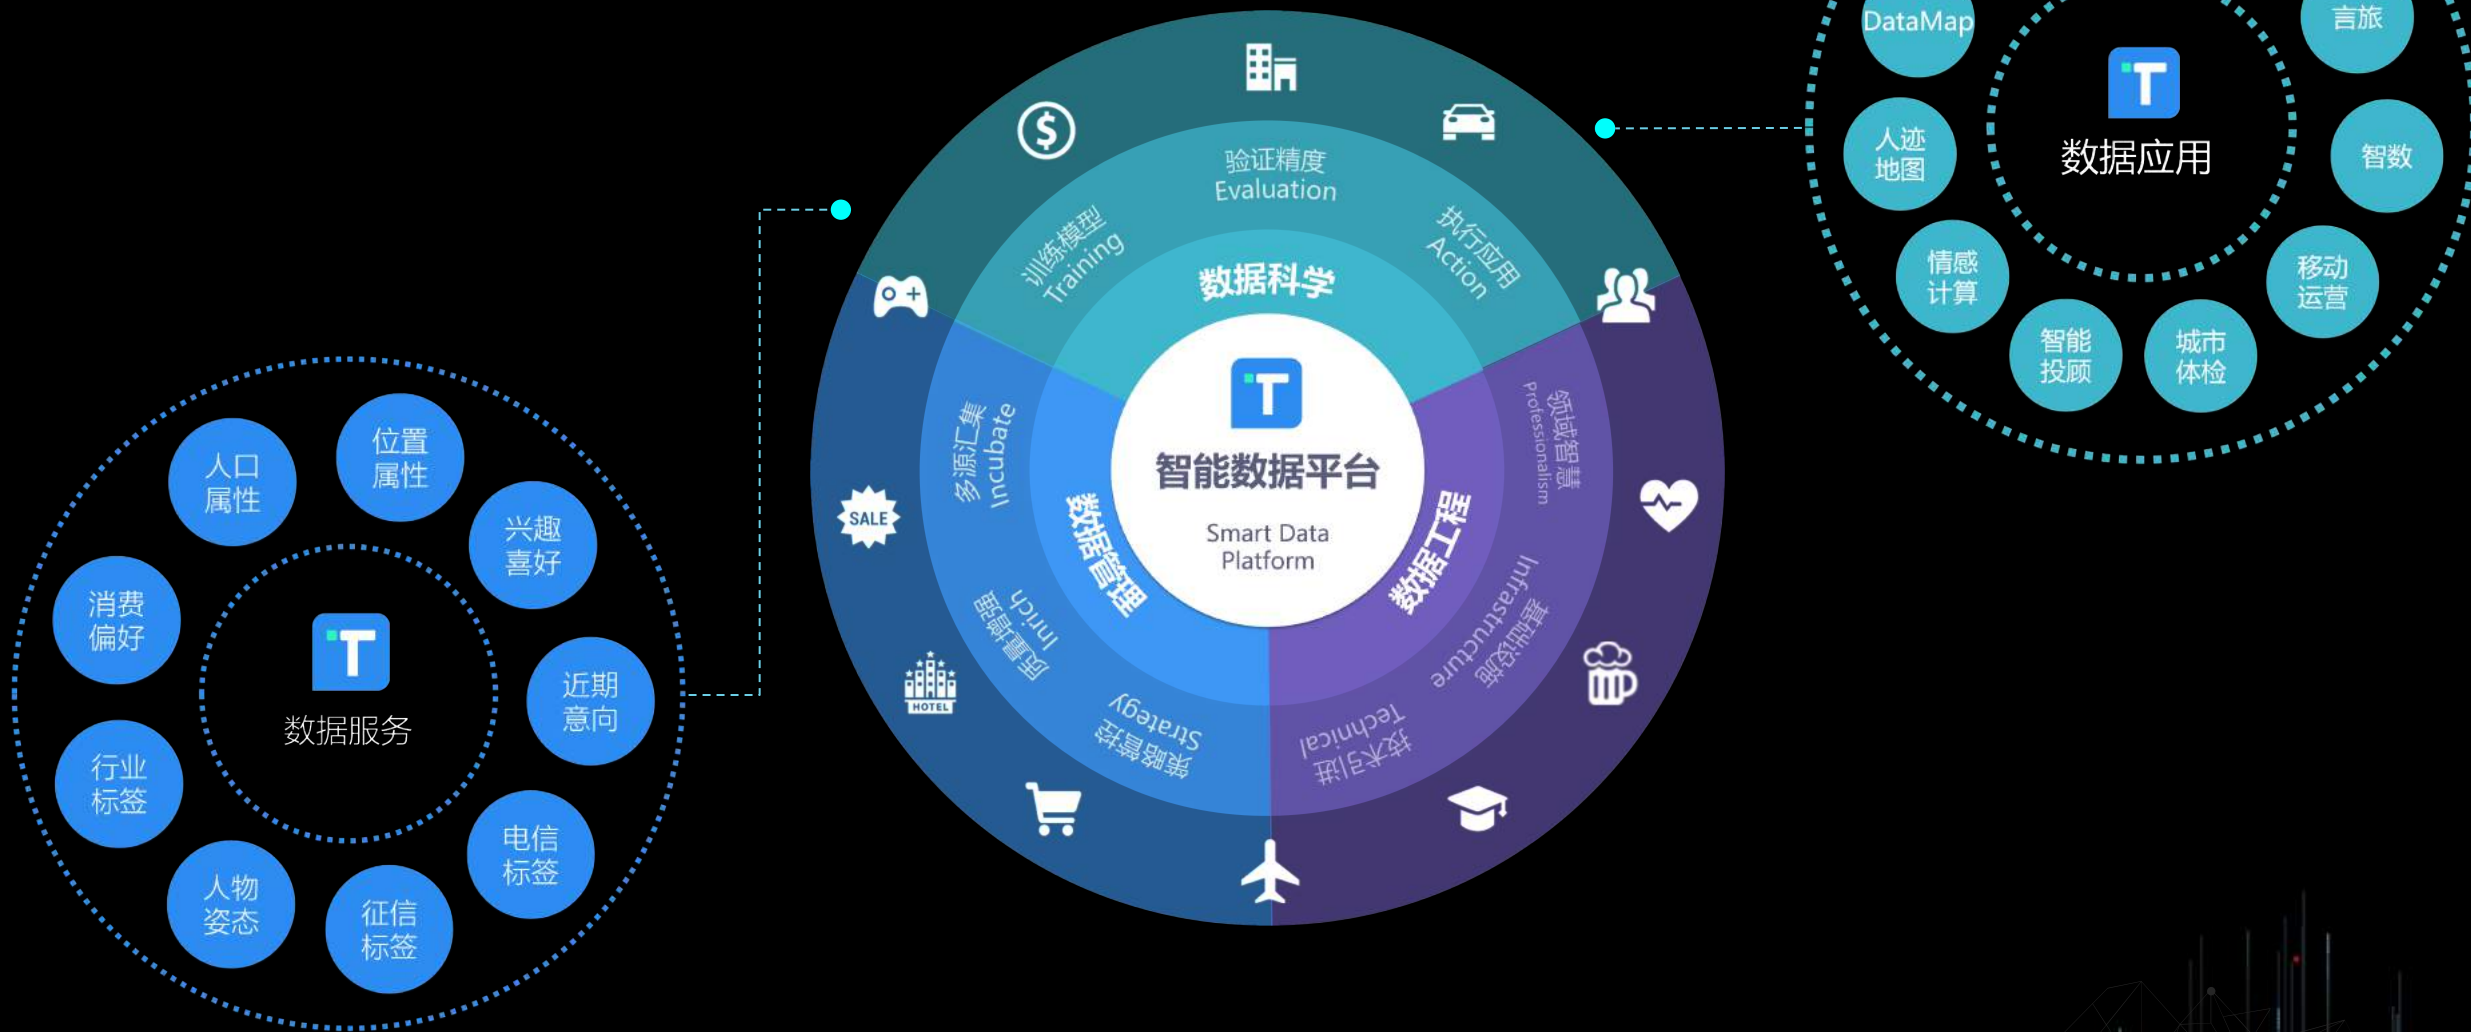 DataMap
言旅
人迹
地图
数据应用
智数
情感
计算
移动
运营
智能
投顾
城市
体检
验证精度
Evaluation
训练模型
Training
执行应用
Action
数据科学
智能数据平台
Smart Data
Platform
多源汇集
Incubate
质量增强
Inrich
策略管控
Strategy
数据管理
领域智慧
Professionalism
基础设施
Infrastructure
技术引进
Technical
数据工程
SALE
HOTEL
位置
属性
人口
属性
兴趣
喜好
消费
偏好
近期
意向
数据服务
行业
标签
电信
标签
人物
姿态
征信
标签